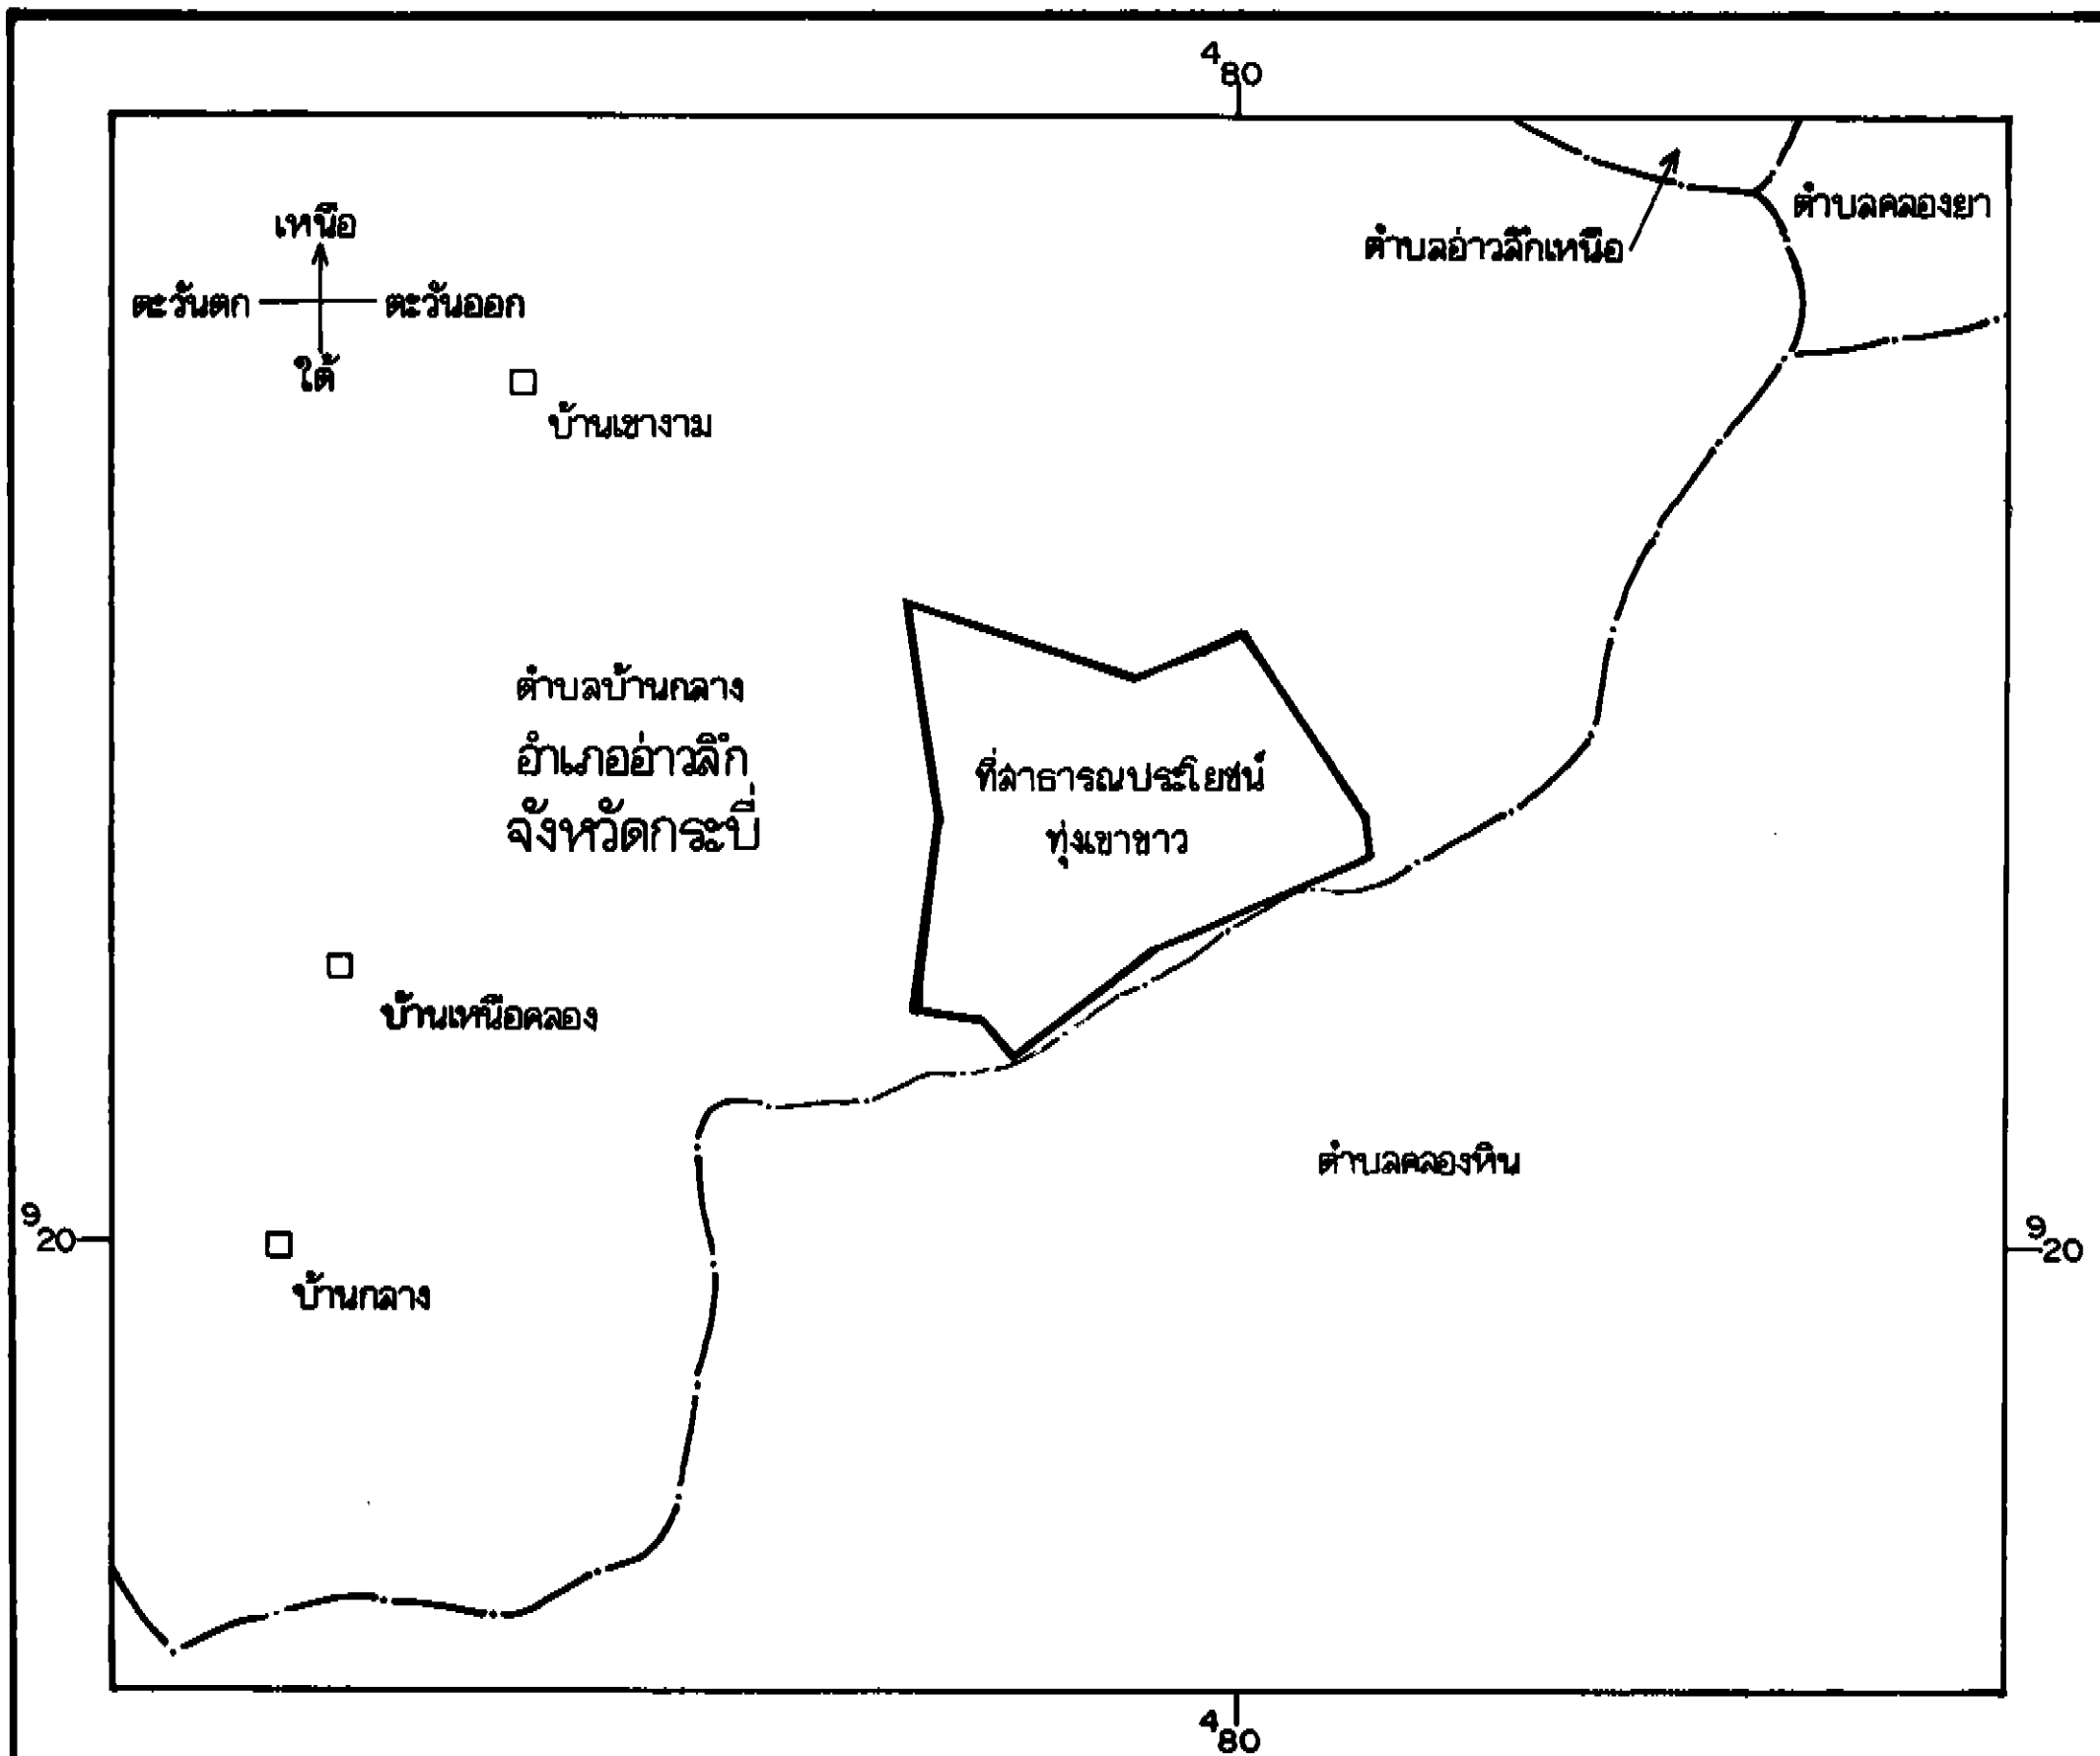 480
ตำบลคลองยา
เหนือ
ตำบลอ่าวลึกเหนือ
ตะวันตก ตะวันออก
ใต้
บ้านเขางาม
ตำบลบ้านกลาง
อำเภออ่าวลึก
จังหวัดกระบี่
ที่สาธารณประโยชน์
ทุ่งเขาขาว
บ้านเหนือคลอง
ตำบลคลองหิน
920 920
บ้านกลาง
480